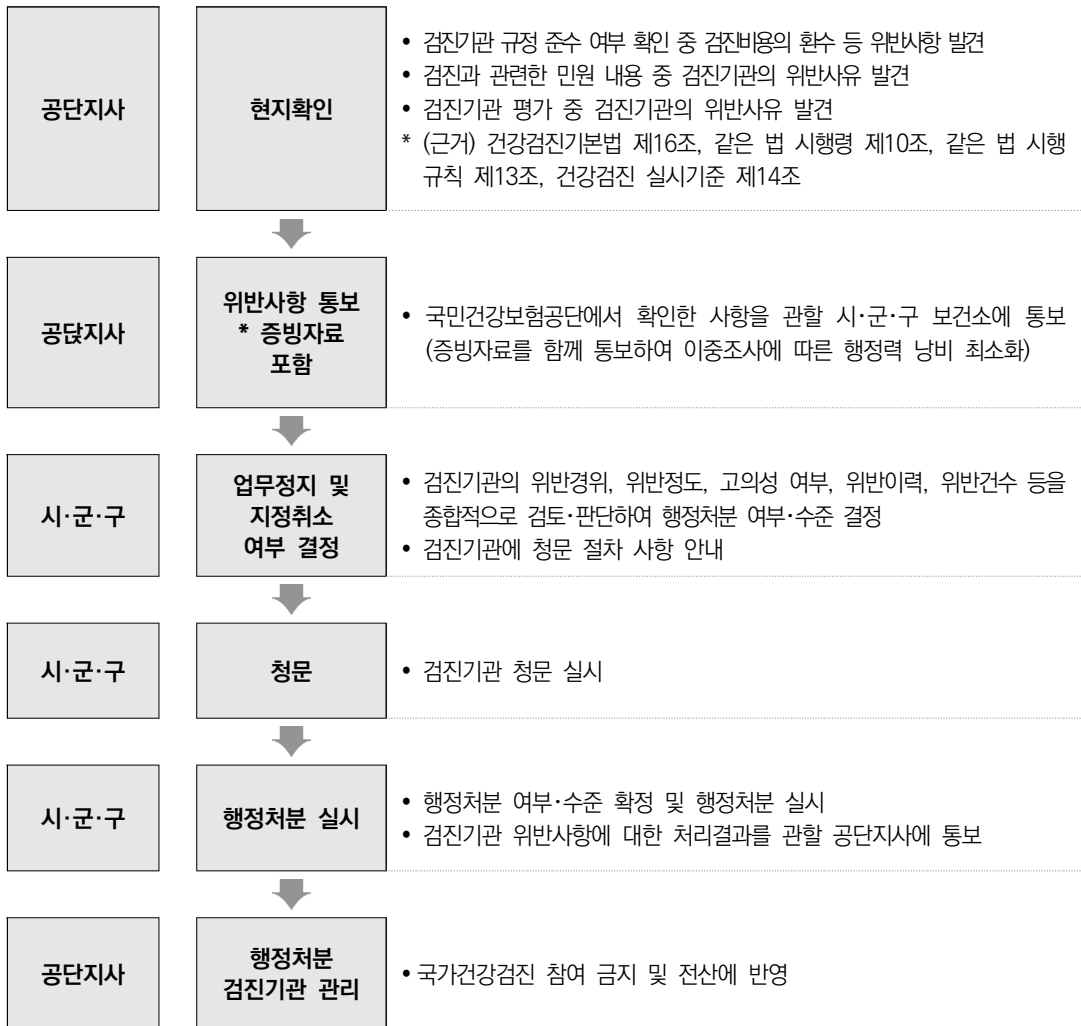 공단지사
현지확인
• 검진기관 규정 준수 여부 확인 중 검진비용의 환수 등 위반사항 발견
• 검진과 관련한 민원 내용 중 검진기관의 위반사유 발견
• 검진기관 평가 중 검진기관의 위반사유 발견
* (근거) 건강검진기본법 제16조, 같은 법 시행령 제10조, 같은 법 시행
규칙 제13조, 건강검진 실시기준 제14조
공닩지사
위반사항 통보
* 증빙자료
포함
• 국민건강보험공단에서 확인한 사항을 관할 시·군·구 보건소에 통보
(증빙자료를 함께 통보하여 이중조사에 따른 행정력 낭비 최소화)
시·군·구
업무정지 및
지정취소
여부 결정
• 검진기관의 위반경위, 위반정도, 고의성 여부, 위반이력, 위반건수 등을
종합적으로 검토·판단하여 행정처분 여부·수준 결정
• 검진기관에 청문 절차 사항 안내
시·군·구
청문
• 검진기관 청문 실시
시·군·구
행정처분 실시
• 행정처분 여부·수준 확정 및 행정처분 실시
• 검진기관 위반사항에 대한 처리결과를 관할 공단지사에 통보
공단지사
행정처분
검진기관 관리
• 국가건강검진 참여 금지 및 전산에 반영